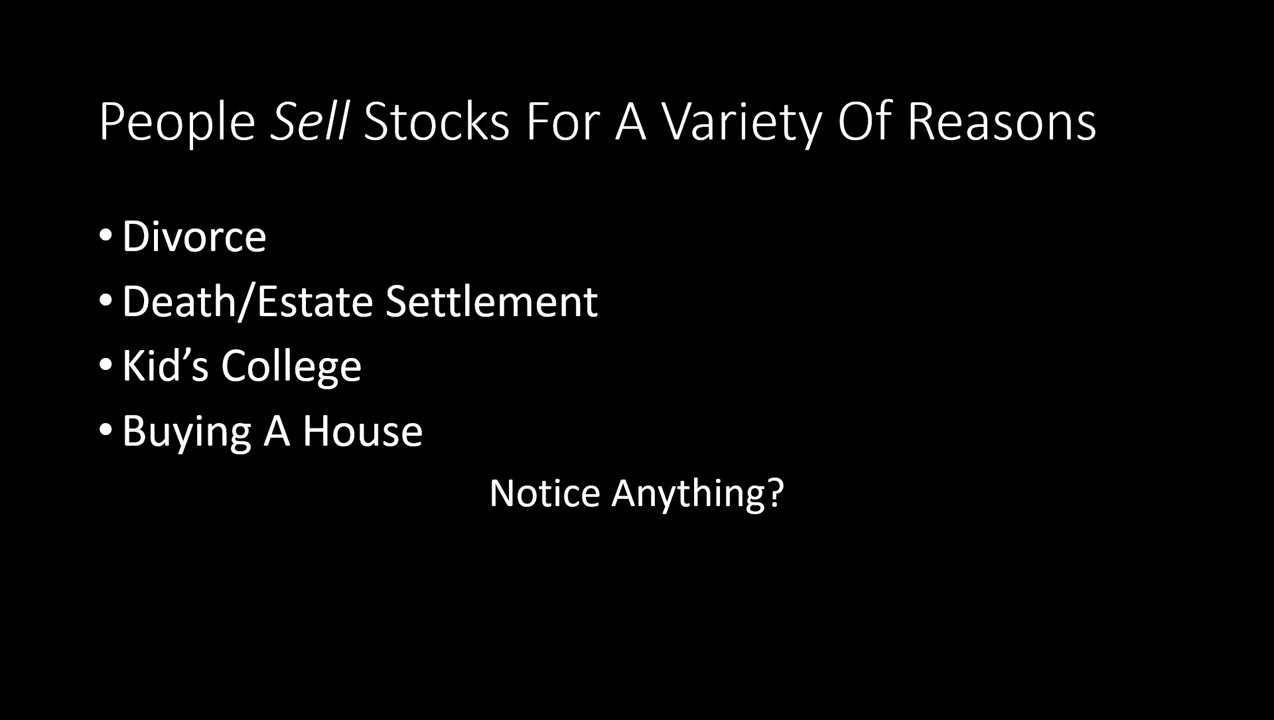 People Sell Stocks For A Variety Of Reasons
• Divorce
• Death/Estate Settlement
• Kid’s College
• Buying A House
Notice Anything?